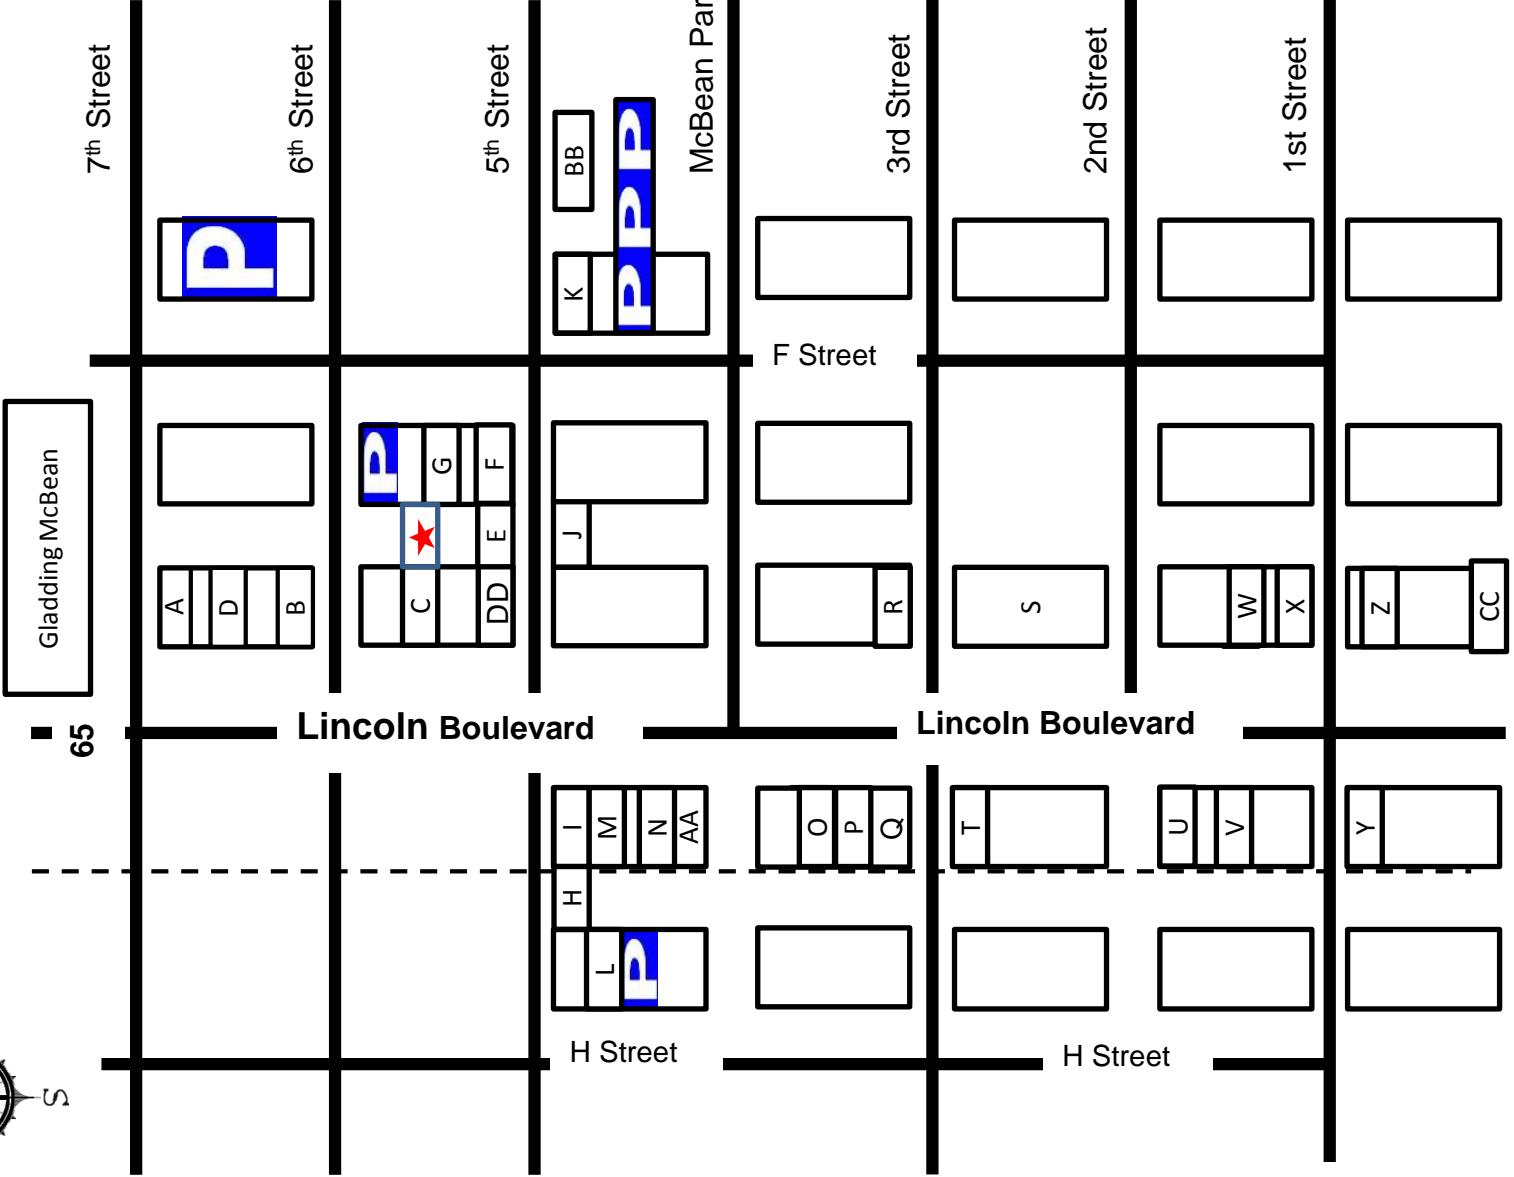 7th Street
6th Street
5th Street
McBean Par
3rd Street
2nd Street
1st Street
P
BB
P P P
K
F Street
Gladding McBean
P
G
F
E
J
A
D
B
C
DD
R
S
W
X
Z
CC
65
Lincoln Boulevard
Lincoln Boulevard
I
M
N
AA
O
P
Q
T
U
V
Y
H
L
P
H Street
H Street
S